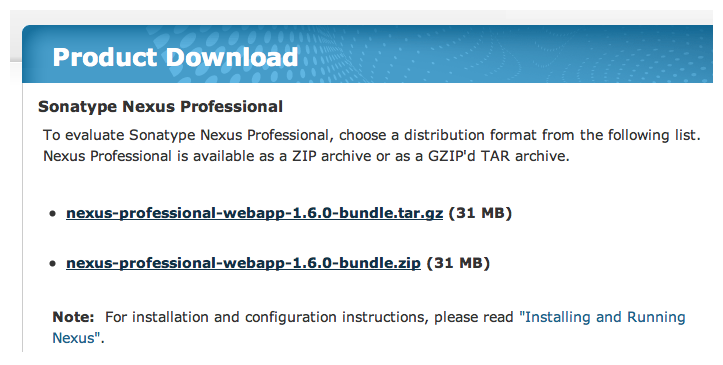 Product Download
Sonatype Nexus Professional
To evaluate Sonatype Nexus Professional, choose a distribution format from the following list.
Nexus Professional is available as a ZIP archive or as a GZIP'd TAR archive.
• nexus-professional-webapp-1.6.0-bundle.tar.gz (31 MB)
• nexus-professional-webapp-1.6.0-bundle.zip (31 MB)
Note: For installation and configuration instructions, please read "Installing and Running
Nexus".